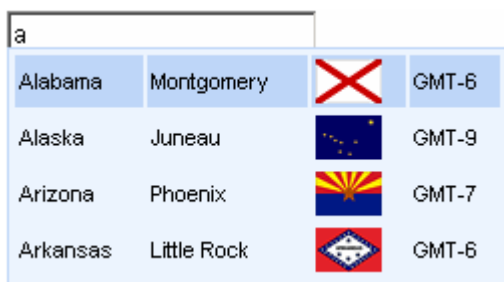 a
Alabama Montgomery GMT-6
Alaska Juneau GMT-9
Arizona Phoenix GMT-7
Arkansas Little Rock GMT-6